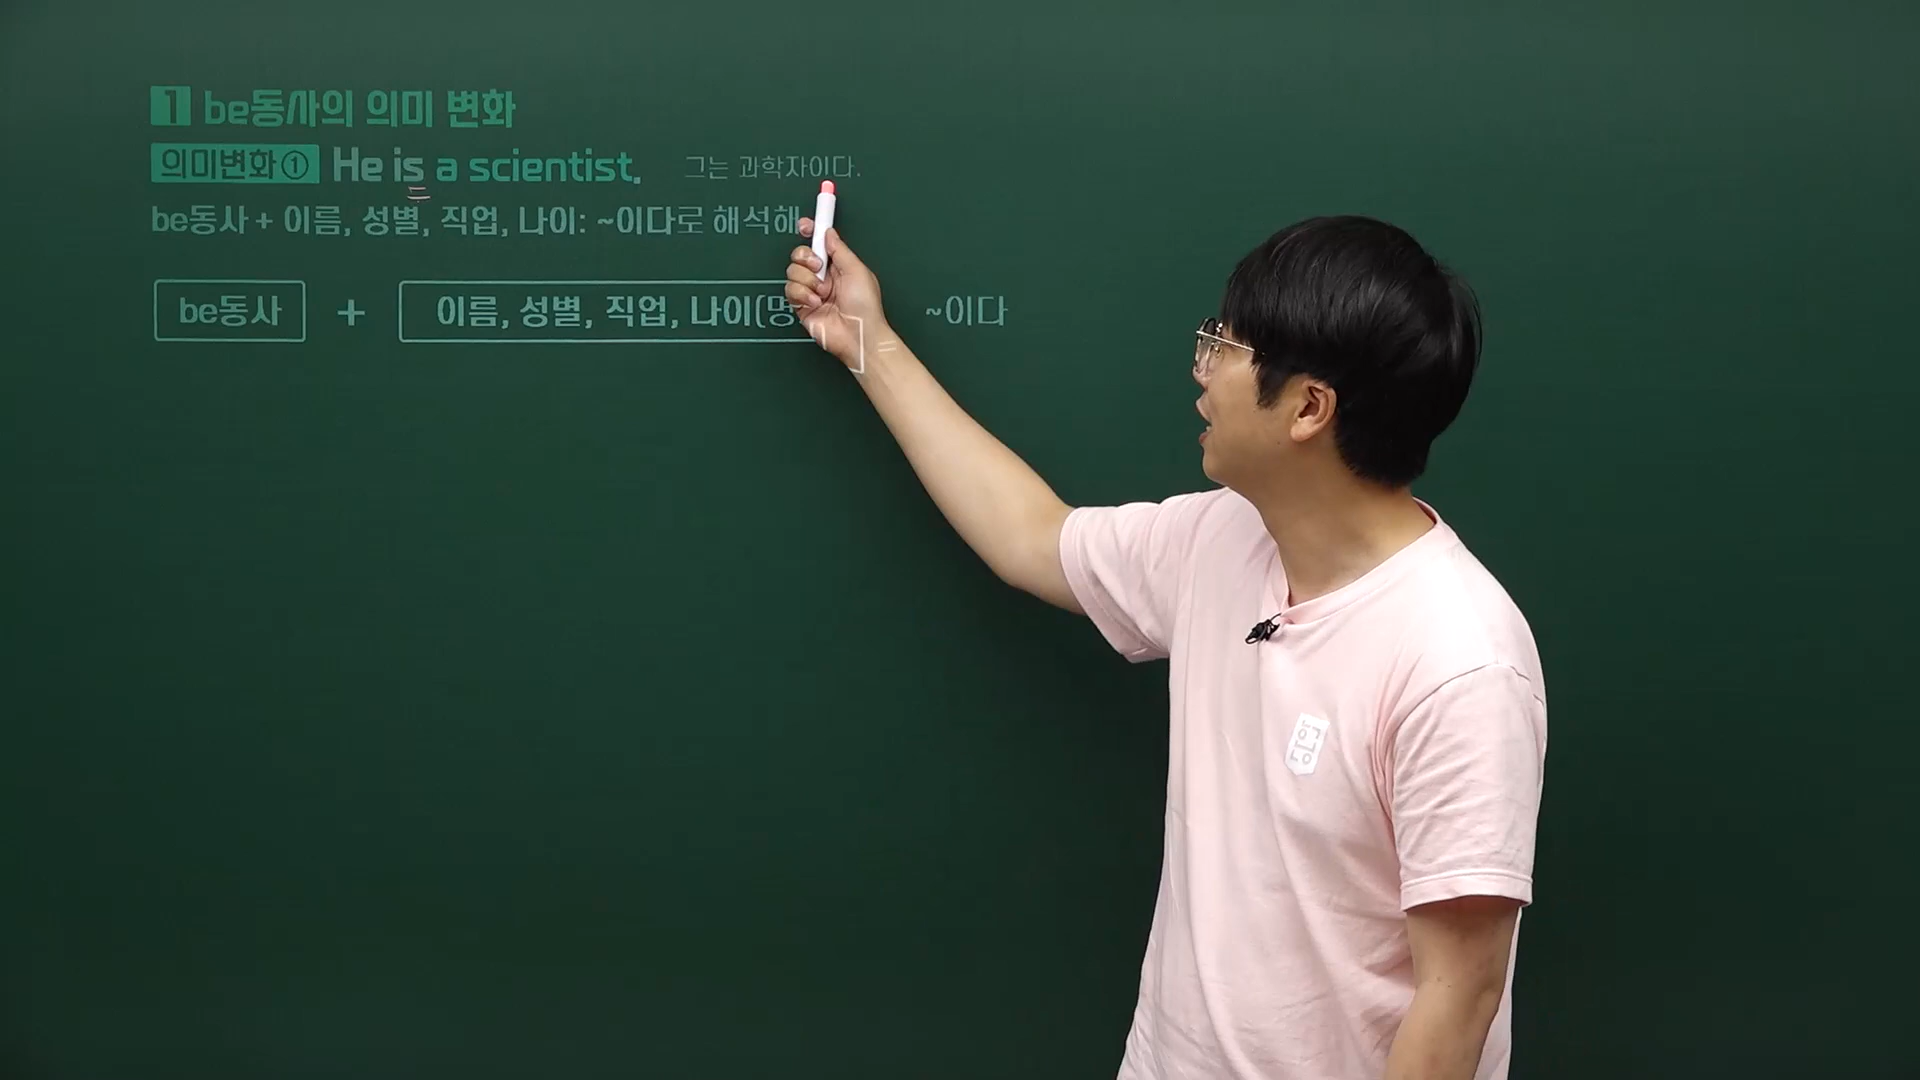 1 be동사의 의미 변화
의미변화① He is a scientist. 그는 과학자이다.
be동사 + 이름, 성별, 직업, 나이: ~이다로 해석해
be동사 + 이름, 성별, 직업, 나이(명 = ~이다